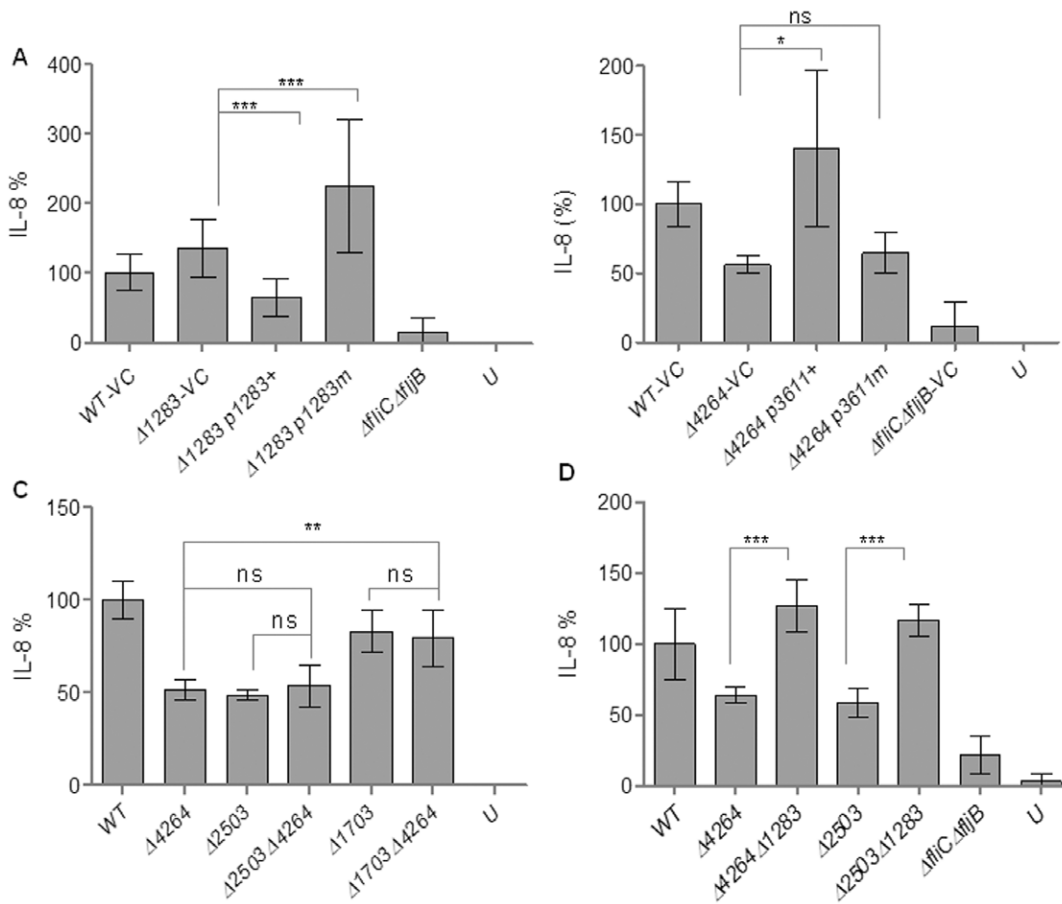 A
IL-8 %
400
300
200
100
0
***
***
WT-VC
Δ1283-VC
Δ1283 p1283+
Δ1283 p1283m
ΔfliCΔfljB
U
IL-8 (%)
200
150
100
50
0
ns
*
WT-VC
Δ4264-VC
Δ4264 p3611+
Δ4264 p3611m
ΔfliCΔfljB-VC
U
C
IL-8 %
150
100
50
0
**
ns
ns
ns
WT
Δ4264
Δ2503
Δ2503Δ4264
Δ1703
Δ1703Δ4264
U
D
IL-8 %
200
150
100
50
0
***
***
WT
Δ4264
Δ4264Δ1283
Δ2503
Δ2503Δ1283
ΔfliCΔfljB
U